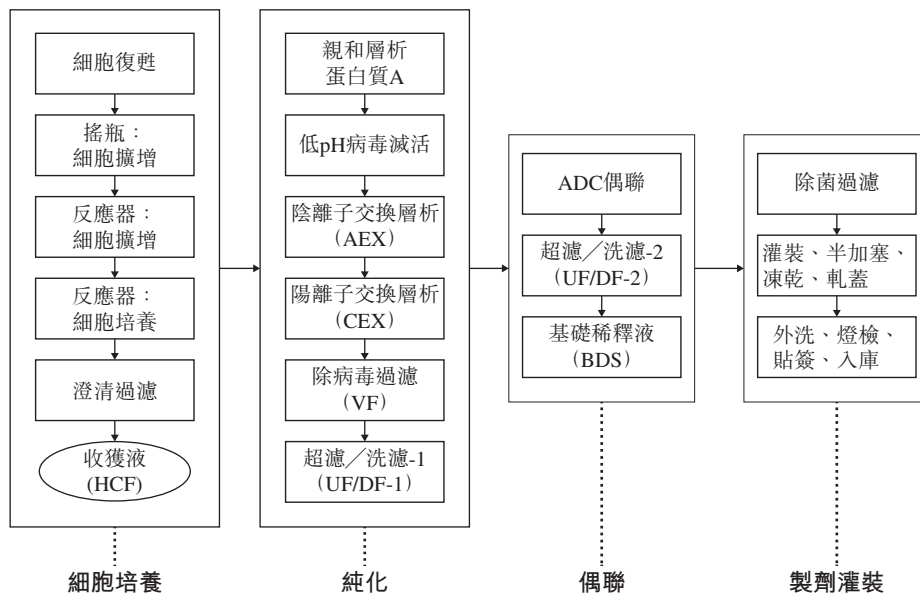 細胞復甦
搖瓶：
細胞擴增
反應器：
細胞擴增
反應器：
細胞培養
澄清過濾
收獲液
(HCF)
細胞培養
親和層析
蛋白質A
低pH病毒滅活
陰離子交換層析
（AEX）
陽離子交換層析
（CEX）
除病毒過濾
（VF）
超濾／洗濾-1
（UF/DF-1）
純化
ADC偶聯
超濾／洗濾-2
（UF/DF-2）
基礎稀釋液
（BDS）
偶聯
除菌過濾
灌裝、半加塞、
凍乾、軋蓋
外洗、燈檢、
貼簽、入庫
製劑灌裝